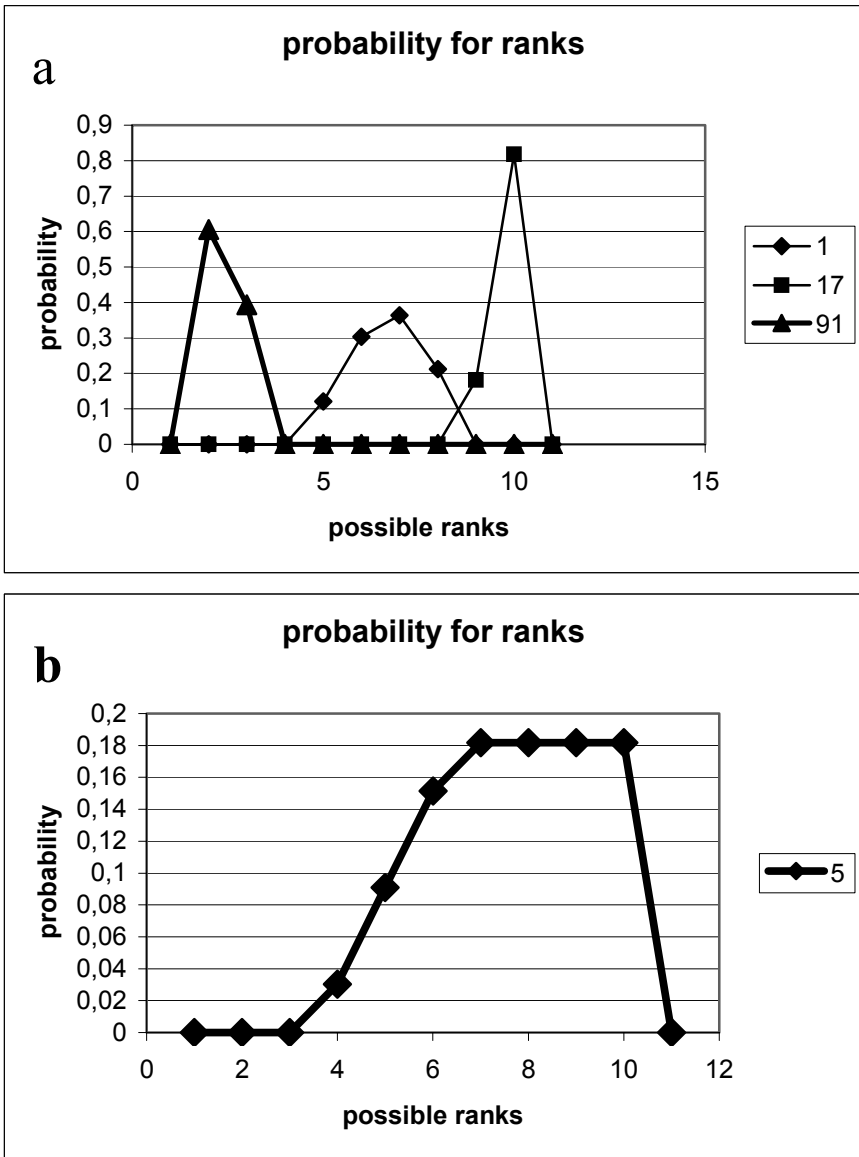 probability for ranks
a
0,9
0,8
0,7
0,6
0,5
0,4
0,3
0,2
0,1
0
probability
0 5 10 15
possible ranks
1
17
91
probability for ranks
b
0,2
0,18
0,16
0,14
0,12
0,1
0,08
0,06
0,04
0,02
0
probability
0 2 4 6 8 10 12
possible ranks
5